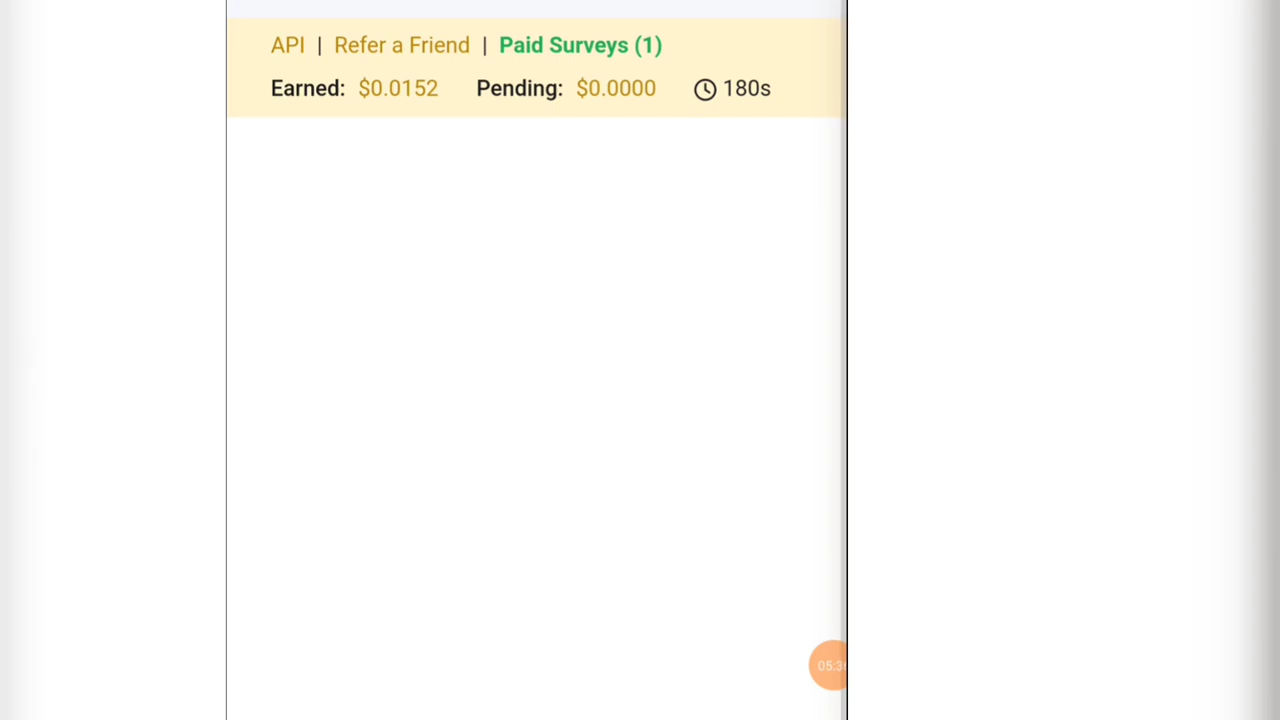 API | Refer a Friend | Paid Surveys (1)
Earned: $0.0152 Pending: $0.0000 180s